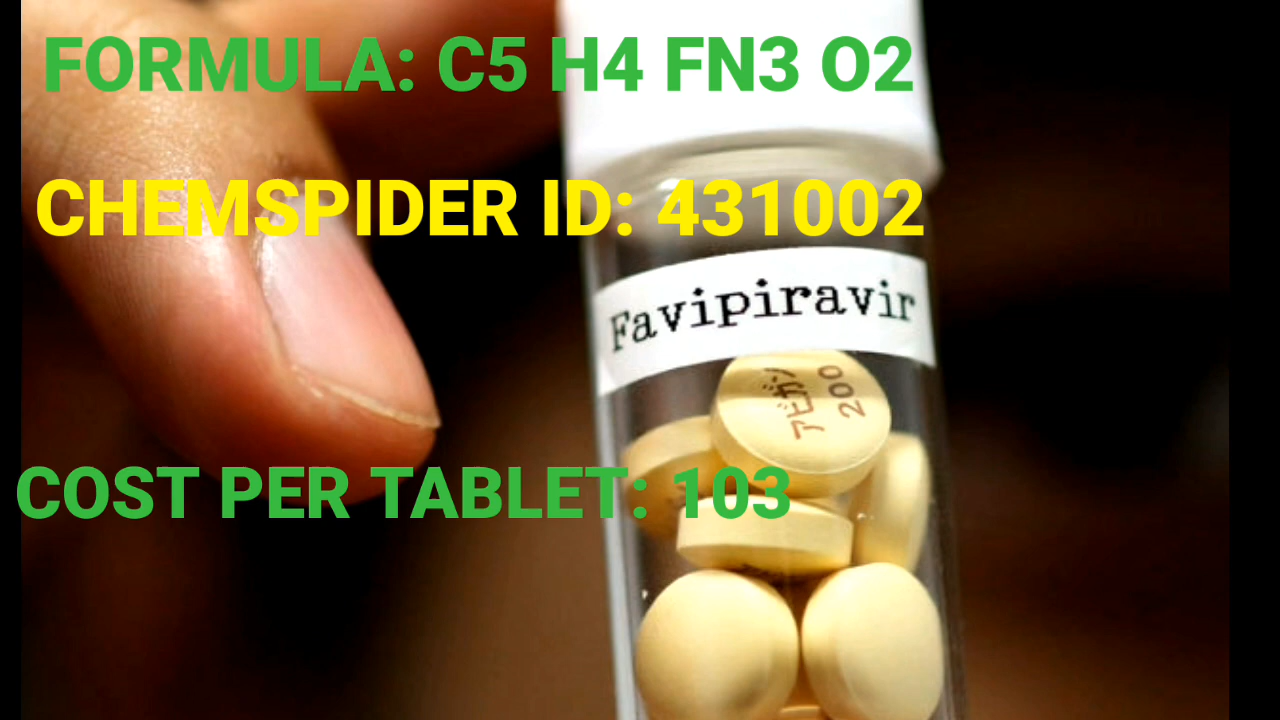 FORMULA: C5 H4 FN3 O2
CHEMSPIDER ID: 431002
Favipiravir
アビガン
200
COST PER TABLET: 103